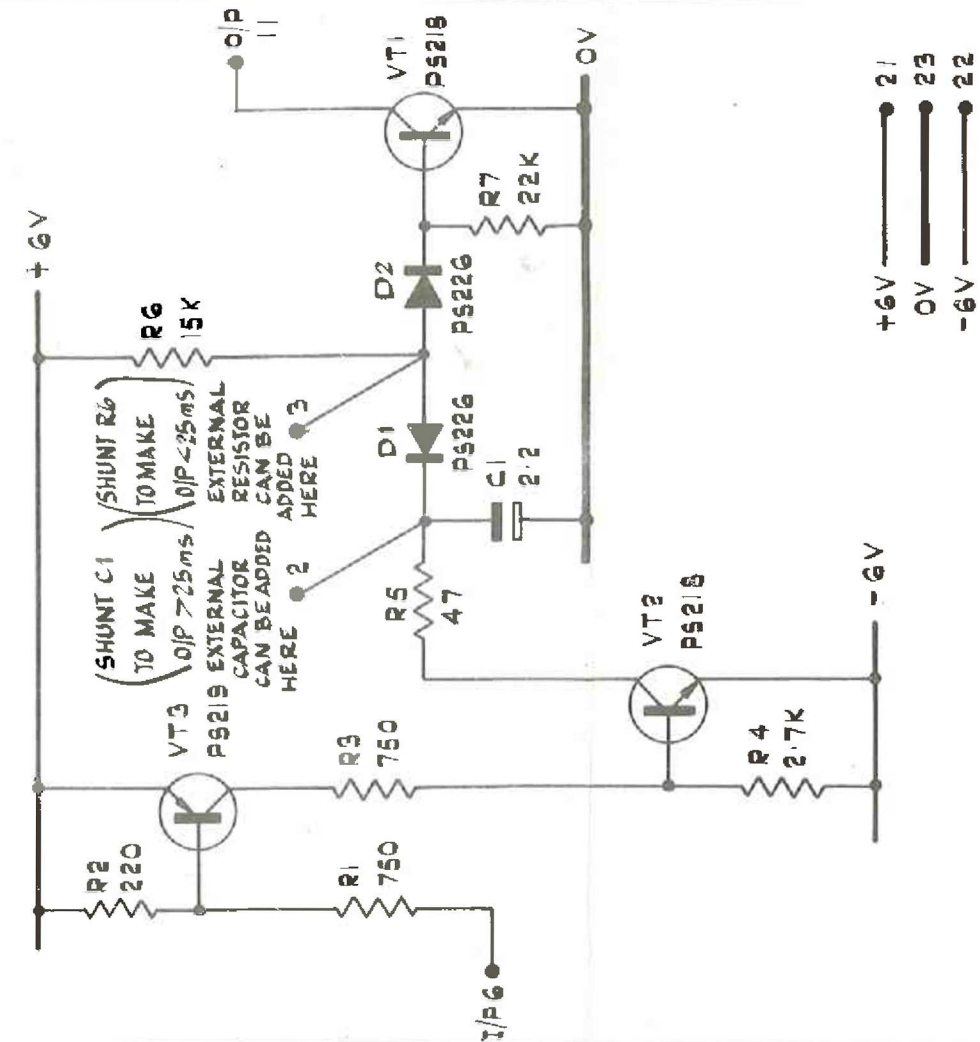 O/P
11
+6V
VT1
PS218
R6
15K
(SHUNT C1
TO MAKE
O/P >25ms)
(SHUNT R6
TO MAKE
O/P <25ms)
EXTERNAL
CAPACITOR
CAN BE ADDED
HERE 2
EXTERNAL
RESISTOR
CAN BE
ADDED
HERE 3
D2
PS226
R7
22K
0V
D1
PS226
C1
2.2
VT3
PS219
R2
220
R3
750
R5
47
R1
750
I/P 6
VT2
PS218
R4
2.7K
-6V
+6V 21
0V 23
-6V 22